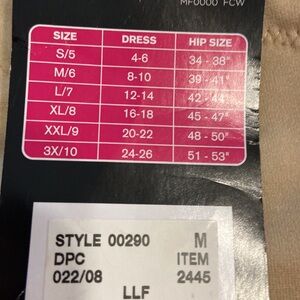 MF0000 FCW
SIZE DRESS HIP SIZE
S/5 4-6 34 - 38"
M/6 8-10 39 - 41"
L/7 12-14 42 - 44"
XL/8 16-18 45 - 47"
XXL/9 20-22 48 - 50"
3X/10 24-26 51 - 53"
STYLE 00290 M
DPC ITEM
022/08 2445
LLF